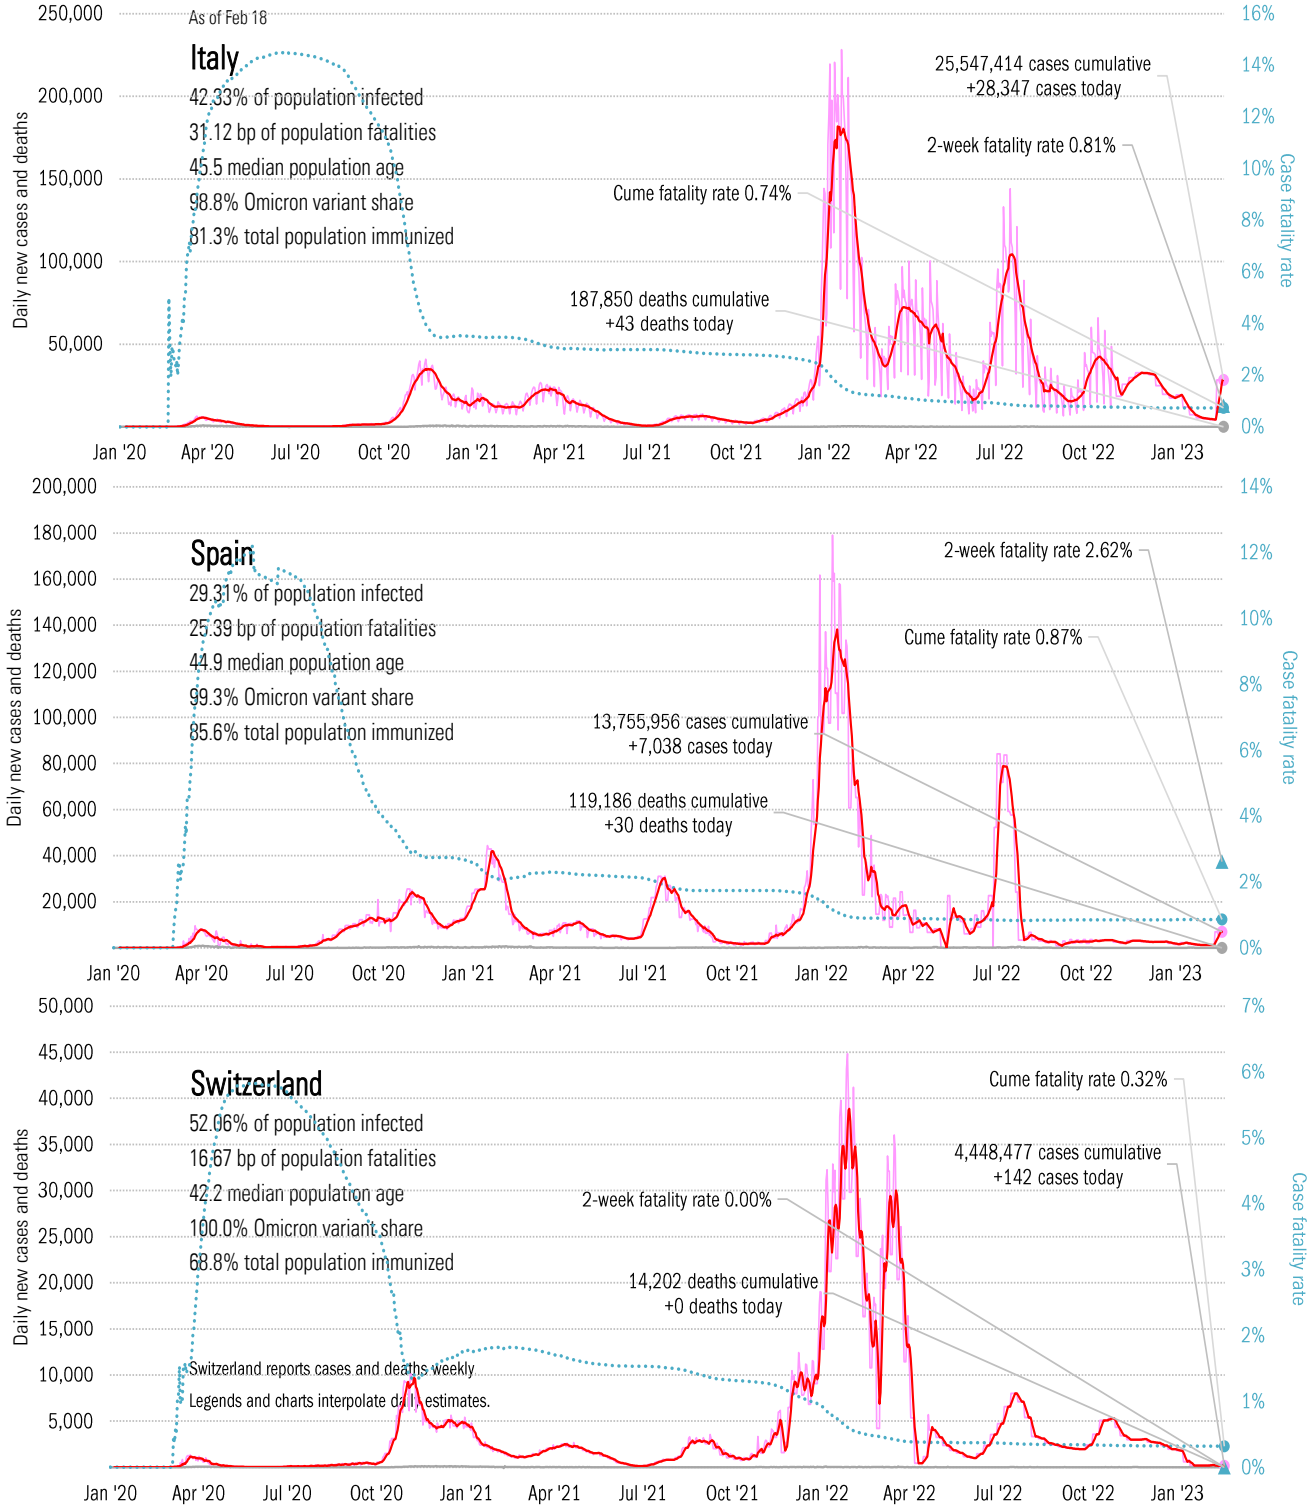 As of Feb 18
Italy
42.33% of population infected
31.12 bp of population fatalities
45.5 median population age
98.8% Omicron variant share
81.3% total population immunized
25,547,414 cases cumulative
+28,347 cases today
2-week fatality rate 0.81%
Cume fatality rate 0.74%
187,850 deaths cumulative
+43 deaths today
Daily new cases and deaths
250,000
200,000
150,000
100,000
50,000
16%
14%
12%
10%
8%
6%
4%
2%
0%
Case fatality rate
Jan '20 Apr '20 Jul '20 Oct '20 Jan '21 Apr '21 Jul '21 Oct '21 Jan '22 Apr '22 Jul '22 Oct '22 Jan '23
Spain
29.31% of population infected
25.39 bp of population fatalities
44.9 median population age
99.3% Omicron variant share
85.6% total population immunized
2-week fatality rate 2.62%
Cume fatality rate 0.87%
13,755,956 cases cumulative
+7,038 cases today
119,186 deaths cumulative
+30 deaths today
Daily new cases and deaths
200,000
180,000
160,000
140,000
120,000
100,000
80,000
60,000
40,000
20,000
14%
12%
10%
8%
6%
4%
2%
0%
Case fatality rate
Jan '20 Apr '20 Jul '20 Oct '20 Jan '21 Apr '21 Jul '21 Oct '21 Jan '22 Apr '22 Jul '22 Oct '22 Jan '23
Switzerland
52.06% of population infected
16.67 bp of population fatalities
42.2 median population age
100.0% Omicron variant share
68.8% total population immunized
Cume fatality rate 0.32%
4,448,477 cases cumulative
+142 cases today
2-week fatality rate 0.00%
14,202 deaths cumulative
+0 deaths today
Switzerland reports cases and deaths weekly
Legends and charts interpolate daily estimates.
Daily new cases and deaths
50,000
45,000
40,000
35,000
30,000
25,000
20,000
15,000
10,000
5,000
7%
6%
5%
4%
3%
2%
1%
0%
Case fatality rate
Jan '20 Apr '20 Jul '20 Oct '20 Jan '21 Apr '21 Jul '21 Oct '21 Jan '22 Apr '22 Jul '22 Oct '22 Jan '23